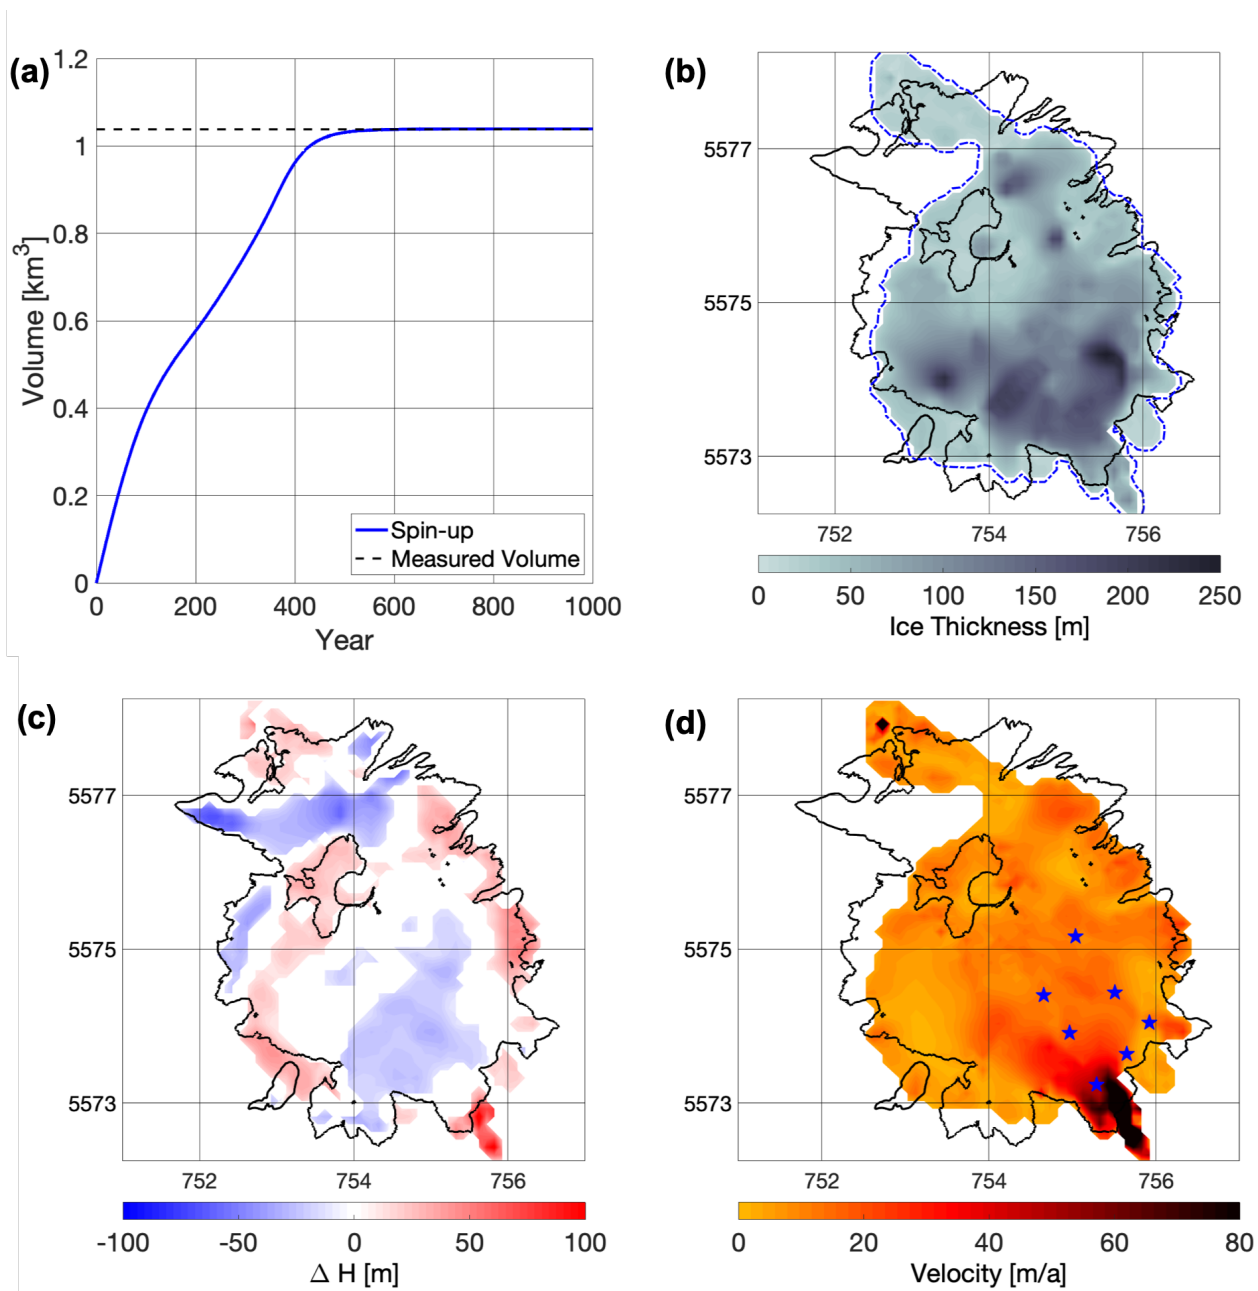 (a)
1.2
1
0.8
0.6
0.4
0.2
0
Volume [km³]
0 200 400 600 800 1000
Year
Spin-up
Measured Volume
(b)
5577
5575
5573
752 754 756
0 50 100 150 200 250
Ice Thickness [m]
(c)
5577
5575
5573
752 754 756
-100 -50 0 50 100
Δ H [m]
(d)
5577
5575
5573
752 754 756
0 20 40 60 80
Velocity [m/a]